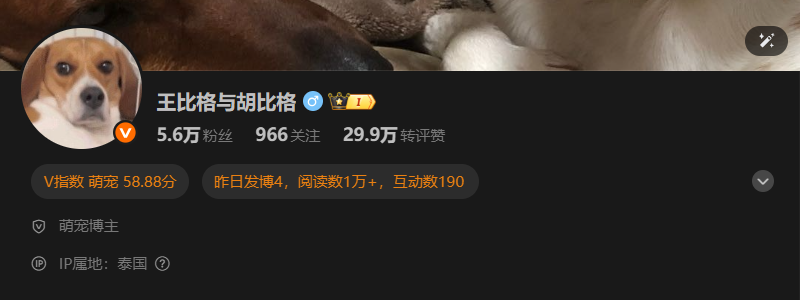 王比格与胡比格 I
5.6万粉丝 966关注 29.9万转评赞
V指数 萌宠 58.88分 昨日发博4，阅读数1万+，互动数190
萌宠博主
IP IP属地：泰国